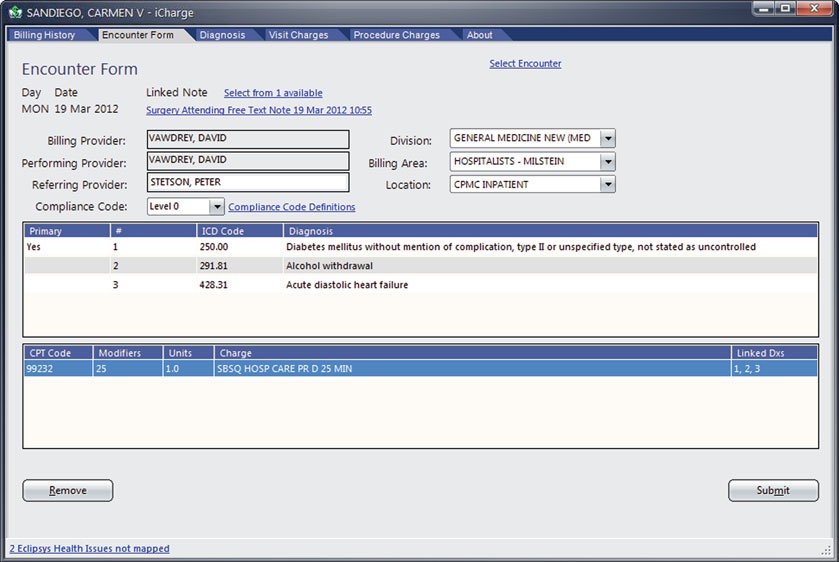 SANDIEGO, CARMEN V - iCharge
Billing History Encounter Form Diagnosis Visit Charges Procedure Charges About
Encounter Form Select Encounter
Day Date Linked Note Select from 1 available
MON 19 Mar 2012 Surgery Attending Free Text Note 19 Mar 2012 10:55
Billing Provider: VAWDREY, DAVID Division: GENERAL MEDICINE NEW (MED
Performing Provider: VAWDREY, DAVID Billing Area: HOSPITALISTS - MILSTEIN
Referring Provider: STETSON, PETER Location: CPMC INPATIENT
Compliance Code: Level 0 Compliance Code Definitions
Primary # ICD Code Diagnosis
Yes 1 250.00 Diabetes mellitus without mention of complication, type II or unspecified type, not stated as uncontrolled
2 291.81 Alcohol withdrawal
3 428.31 Acute diastolic heart failure
CPT Code Modifiers Units Charge Linked Dxs
99232 25 1.0 SBSQ HOSP CARE PR D 25 MIN 1, 2, 3
Remove Submit
2 Eclipsys Health Issues not mapped